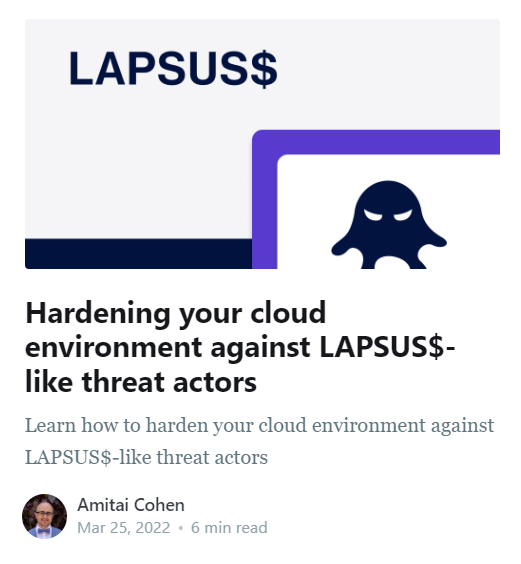 LAPSUS$
Hardening your cloud
environment against LAPSUS$-
like threat actors
Learn how to harden your cloud environment against
LAPSUS$-like threat actors
Amitai Cohen
Mar 25, 2022 • 6 min read